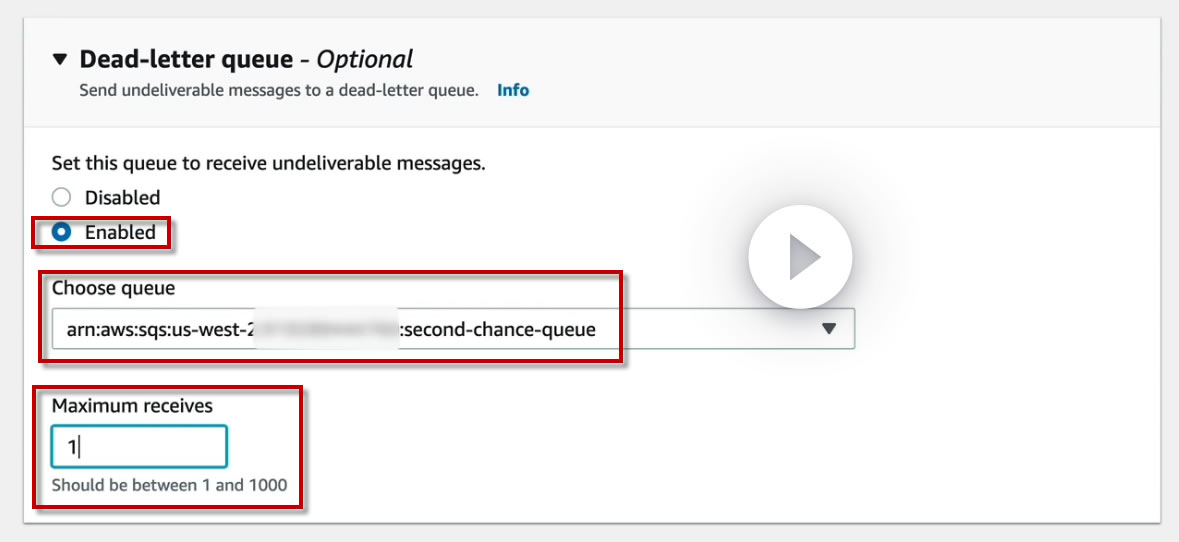 Dead-letter queue - Optional
Send undeliverable messages to a dead-letter queue. Info
Set this queue to receive undeliverable messages.
Disabled
Enabled
Choose queue
arn:aws:sqs:us-west-2 :second-chance-queue
Maximum receives
1
Should be between 1 and 1000